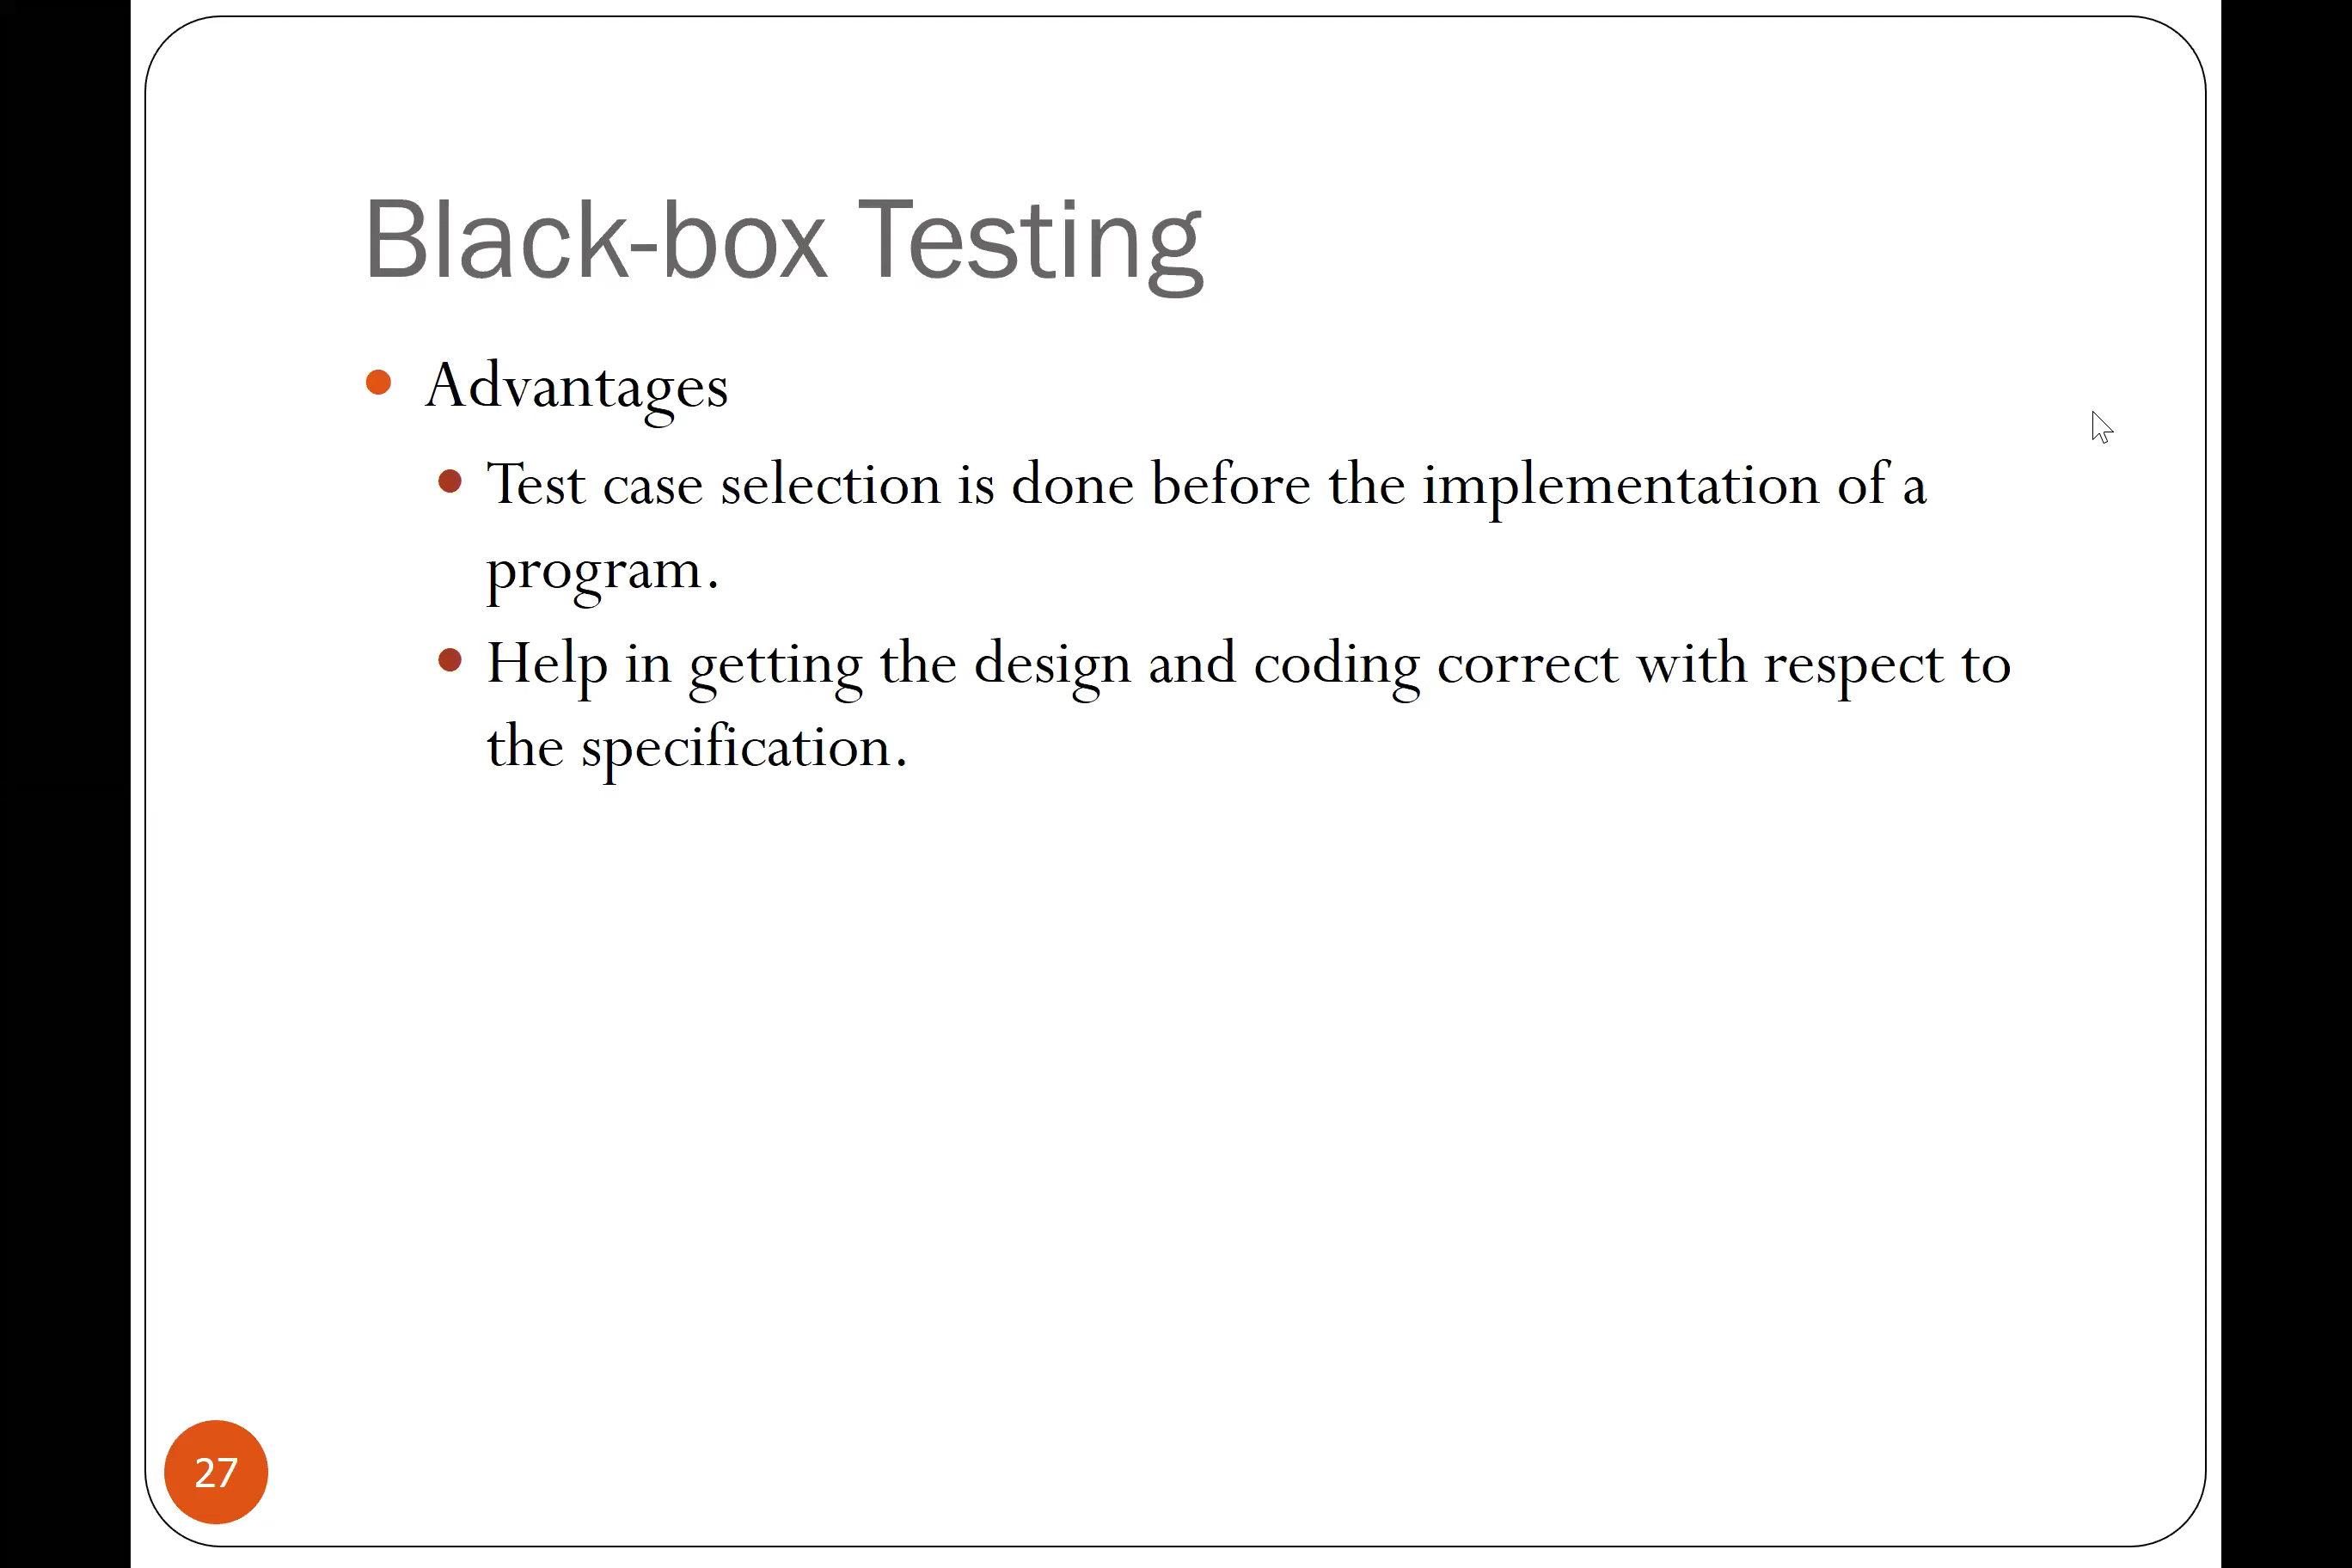 Black-box Testing
Advantages
Test case selection is done before the implementation of a
program.
Help in getting the design and coding correct with respect to
the specification.
27